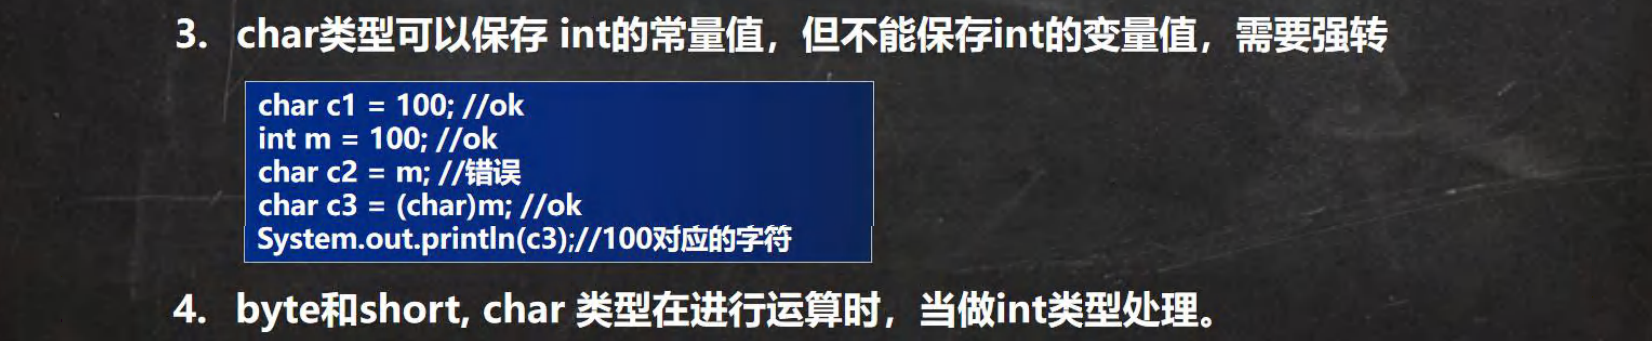 3. char类型可以保存 int的常量值，但不能保存int的变量值，需要强转
char c1 = 100; //ok
int m = 100; //ok
char c2 = m; //错误
char c3 = (char)m; //ok
System.out.println(c3);//100对应的字符
4. byte和short, char 类型在进行运算时，当做int类型处理。